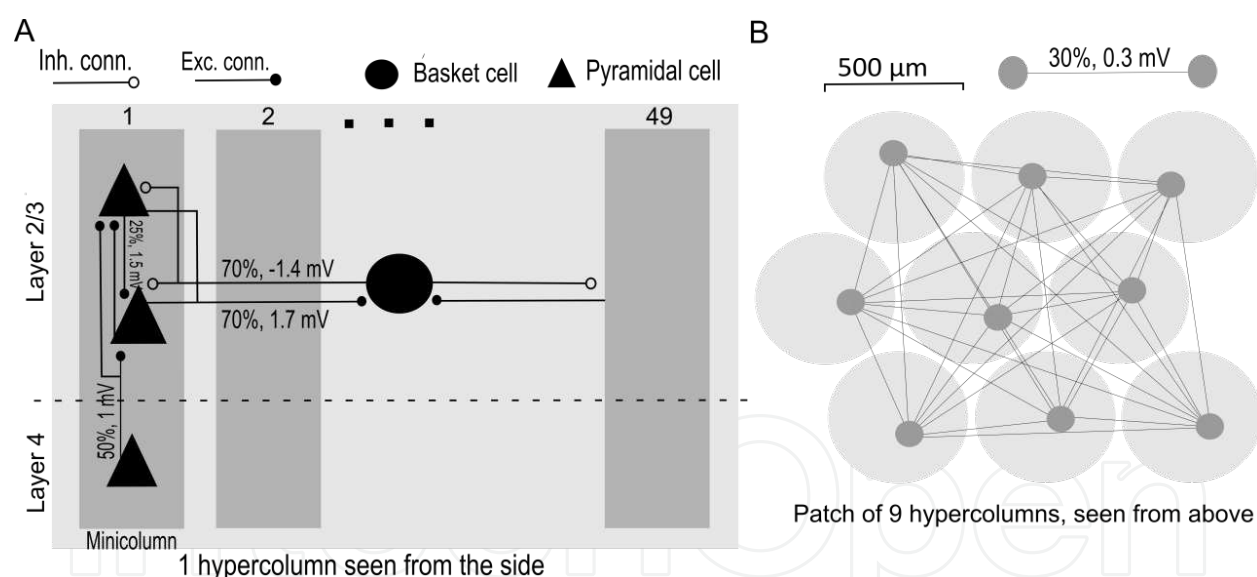 A
Inh. conn.
Exc. conn.
Basket cell
Pyramidal cell
1
2
49
Layer 2/3
25%, 1.5 mV
70%, -1.4 mV
70%, 1.7 mV
50%, 1 mV
Layer 4
Minicolumn
1 hypercolumn seen from the side
B
500 µm
30%, 0.3 mV
Patch of 9 hypercolumns, seen from above